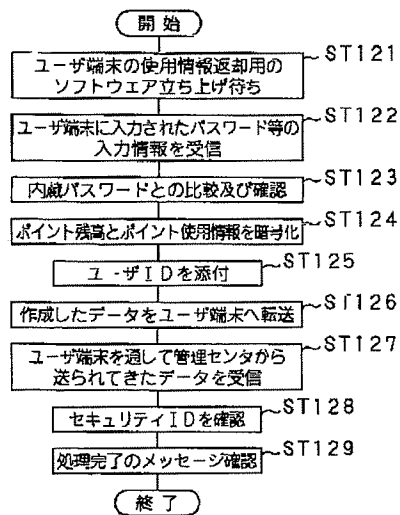 開始
ユーザ端末の使用情報返却用の
ソフトウェア立ち上げ待ち
ST121
ユーザ端末に入力されたパスワード等の
入力情報を受信
ST122
内蔵パスワードとの比較及び確認
ST123
ポイント残高とポイント使用情報を暗号化
ST124
ユーザIDを添付
ST125
作成したデータをユーザ端末へ転送
ST126
ユーザ端末を通して管理センタから
送られてきたデータを受信
ST127
セキュリティIDを確認
ST128
処理完了のメッセージ確認
ST129
終了